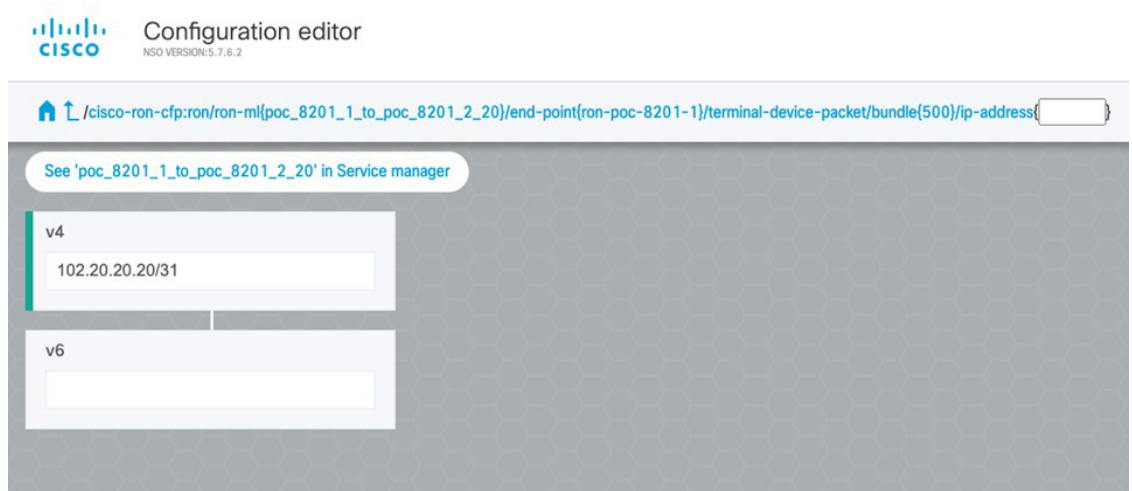 CISCO
Configuration editor
NSO VERSION:5.7.6.2
/cisco-ron-cfp:ron/ron-ml{poc_8201_1_to_poc_8201_2_20}/end-point{ron-poc-8201-1}/terminal-device-packet/bundle{500}/ip-address{ }
See 'poc_8201_1_to_poc_8201_2_20' in Service manager
v4
102.20.20.20/31
v6